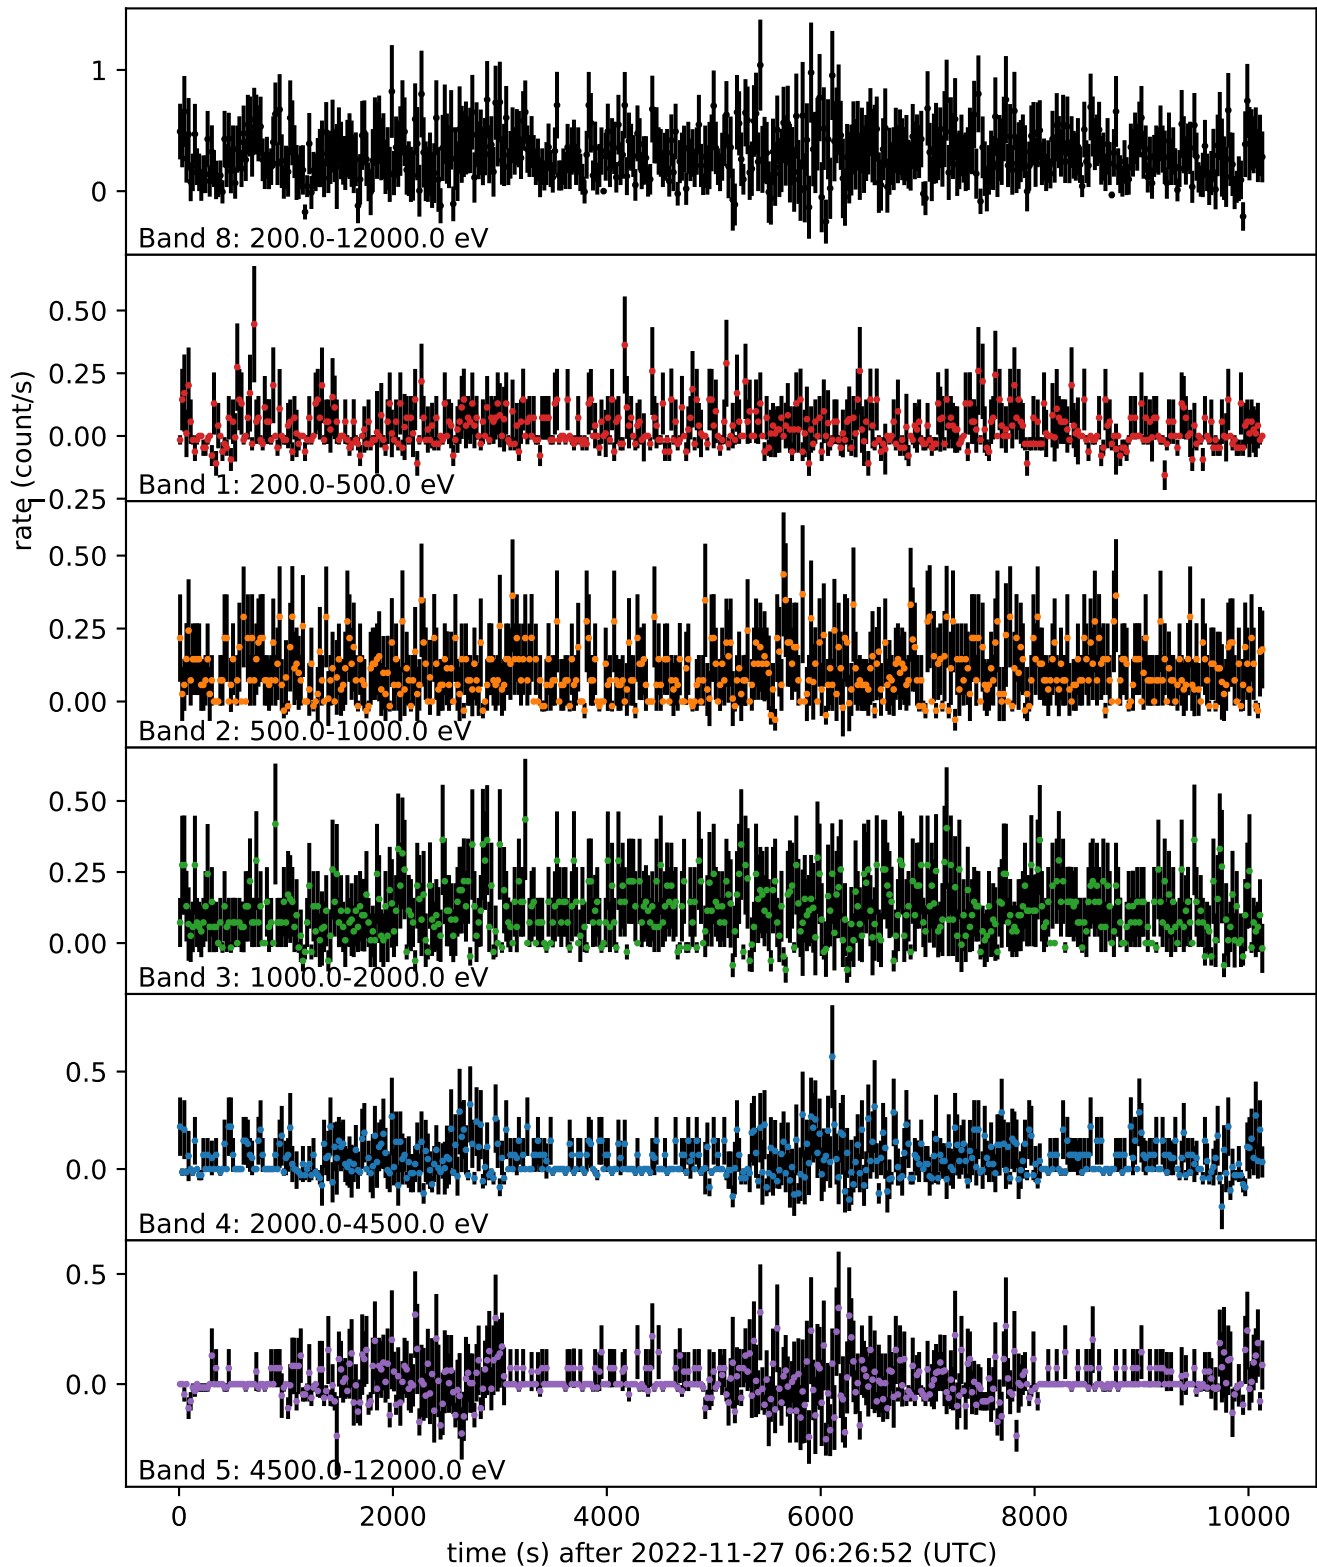 1
0
Band 8: 200.0-12000.0 eV
0.50
0.25
0.00
−0.25
Band 1: 200.0-500.0 eV
rate (count/s)
0.50
0.25
0.00
Band 2: 500.0-1000.0 eV
0.50
0.25
0.00
Band 3: 1000.0-2000.0 eV
0.5
0.0
Band 4: 2000.0-4500.0 eV
0.5
0.0
Band 5: 4500.0-12000.0 eV
0 2000 4000 6000 8000 10000
time (s) after 2022-11-27 06:26:52 (UTC)